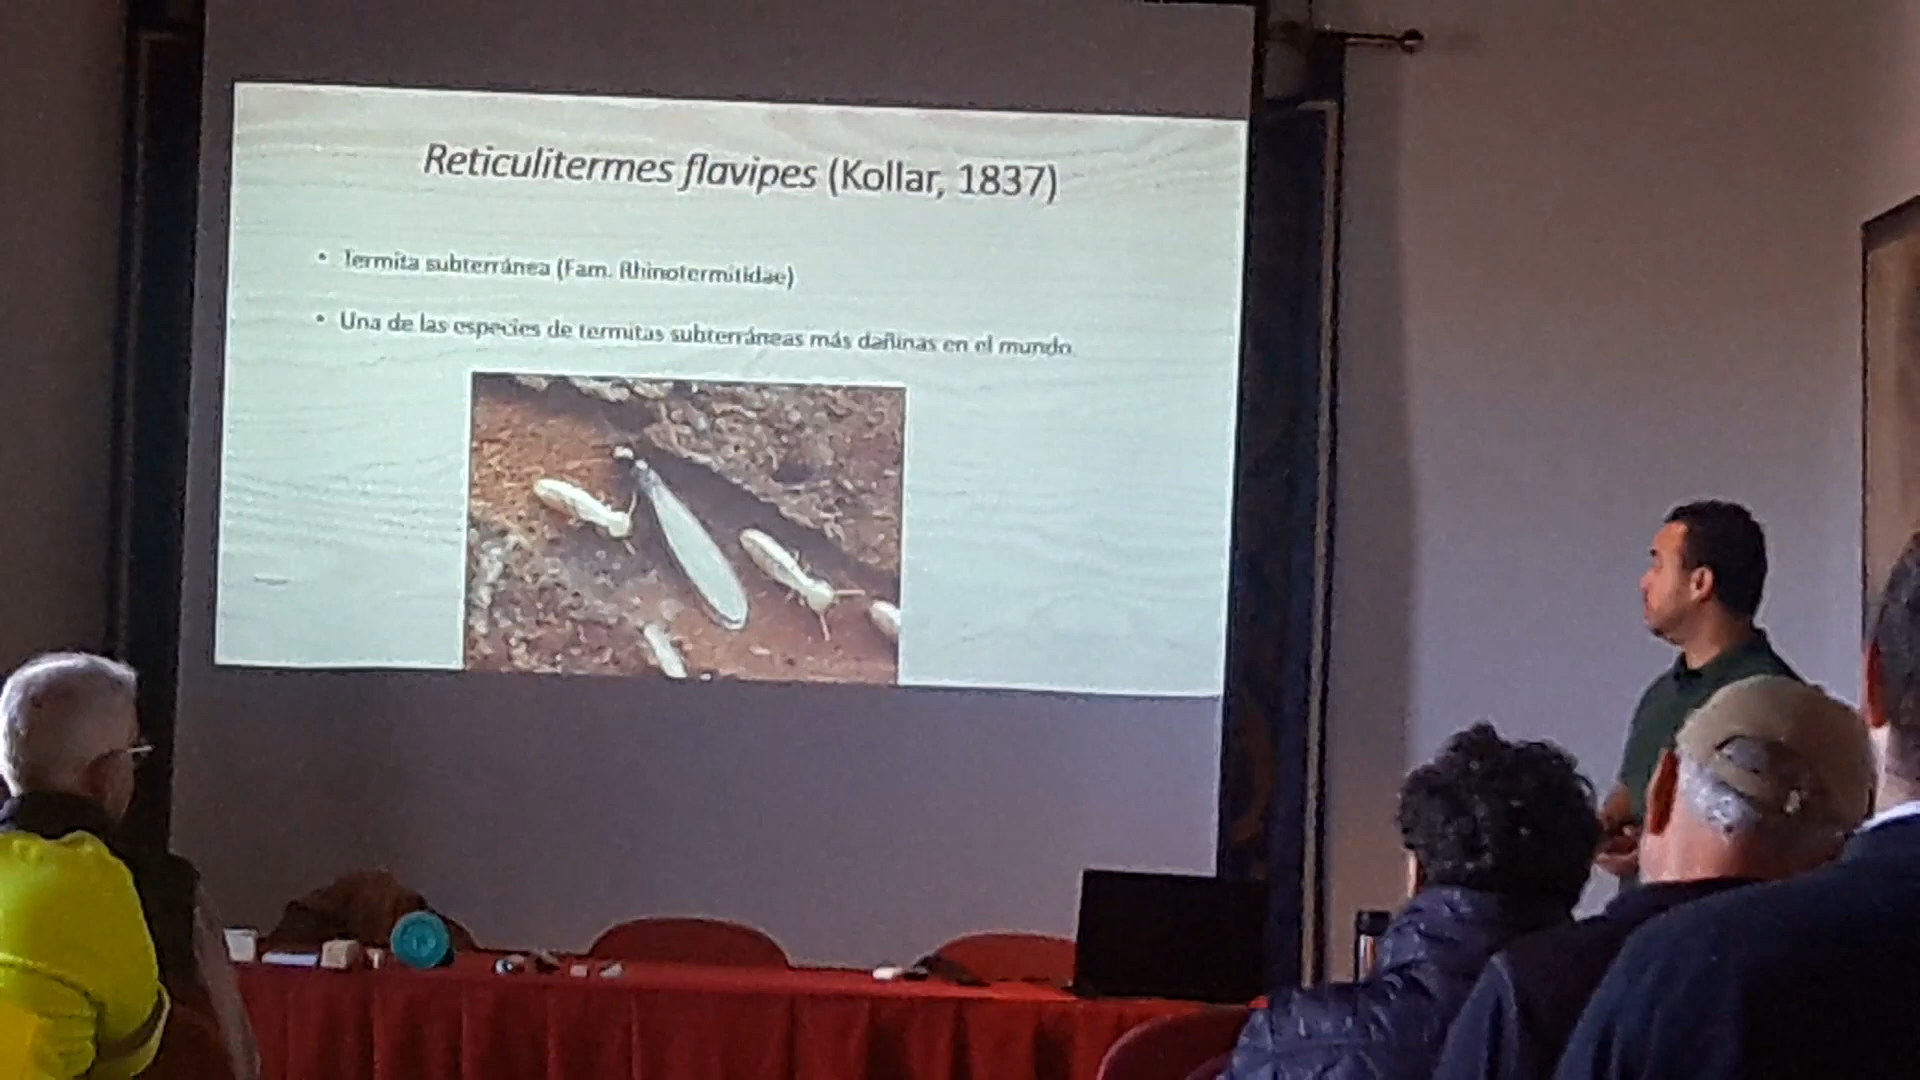 Reticulitermes flavipes (Kollar, 1837)
• Termita subterránea (Fam. Rhinotermitidae)
• Una de las especies de termitas subterráneas más dañinas en el mundo